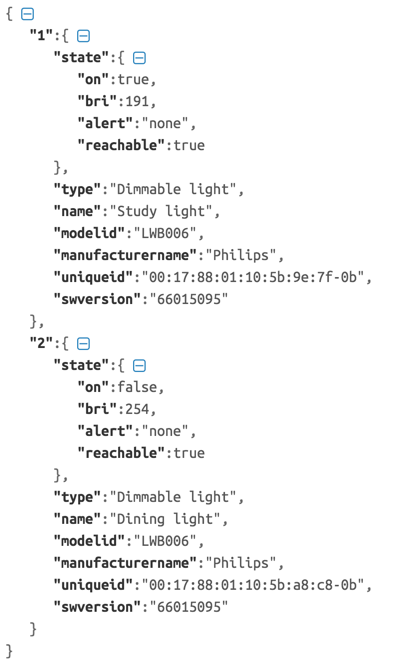 {
"1":{
"state":{
"on":true,
"bri":191,
"alert":"none",
"reachable":true
},
"type":"Dimmable light",
"name":"Study light",
"modelid":"LWB006",
"manufacturername":"Philips",
"uniqueid":"00:17:88:01:10:5b:9e:7f-0b",
"swversion":"66015095"
},
"2":{
"state":{
"on":false,
"bri":254,
"alert":"none",
"reachable":true
},
"type":"Dimmable light",
"name":"Dining light",
"modelid":"LWB006",
"manufacturername":"Philips",
"uniqueid":"00:17:88:01:10:5b:a8:c8-0b",
"swversion":"66015095"
}
}